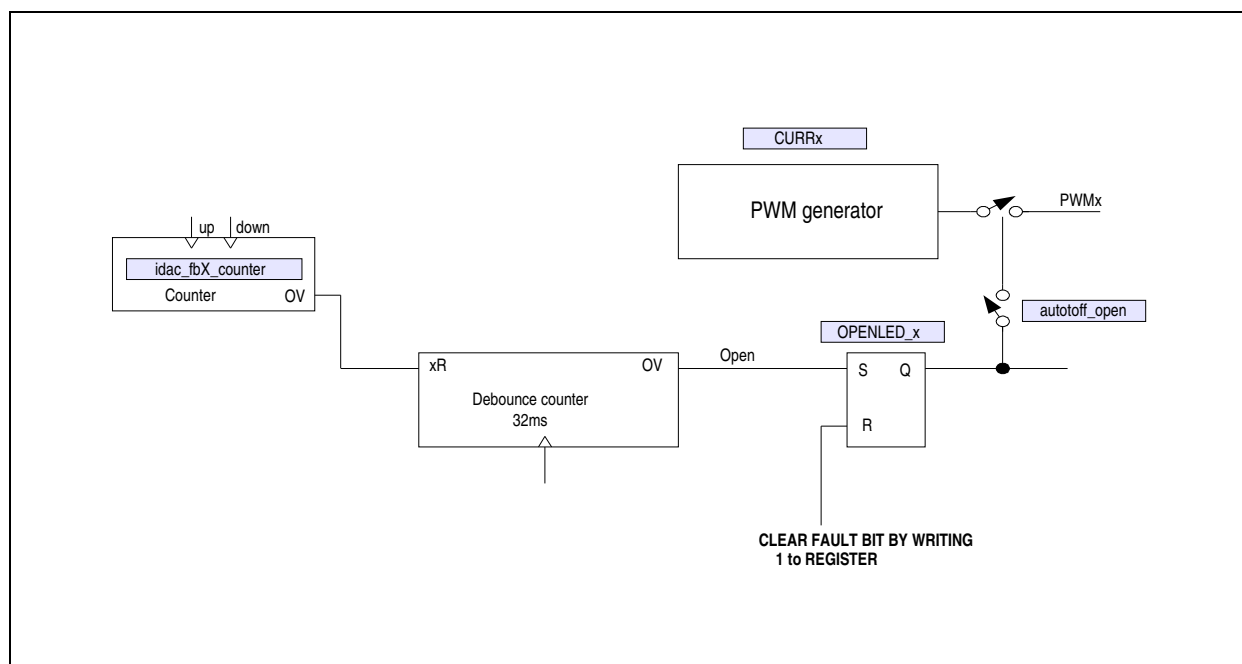 CURRx
PWM generator
PWMx
up down
idac_fbX_counter
Counter OV
autotoff_open
OPENLED_x
xR OV
Open
S Q
Debounce counter
32ms
R
CLEAR FAULT BIT BY WRITING
1 to REGISTER